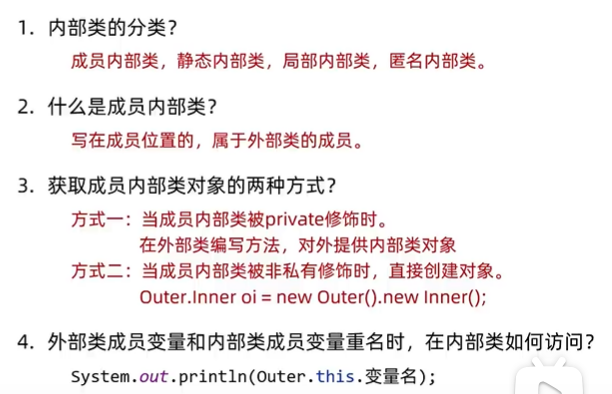 1. 内部类的分类？
成员内部类，静态内部类，局部内部类，匿名内部类。
2. 什么是成员内部类？
写在成员位置的，属于外部类的成员。
3. 获取成员内部类对象的两种方式？
方式一：当成员内部类被private修饰时。
在外部类编写方法，对外提供内部类对象
方式二：当成员内部类被非私有修饰时，直接创建对象。
Outer.Inner oi = new Outer().new Inner();
4. 外部类成员变量和内部类成员变量重名时，在内部类如何访问？
System.out.println(Outer.this.变量名);